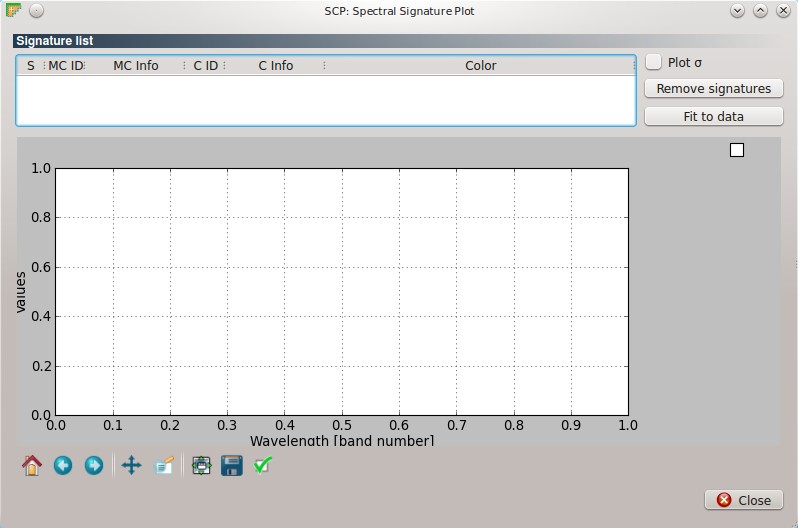 SCP: Spectral Signature Plot
Signature list
S MC ID MC Info C ID C Info Color
Plot σ
Remove signatures
Fit to data
1.0
0.8
0.6
0.4
0.2
0.0
values
0.0 0.1 0.2 0.3 0.4 0.5 0.6 0.7 0.8 0.9 1.0
Wavelength [band number]
Close